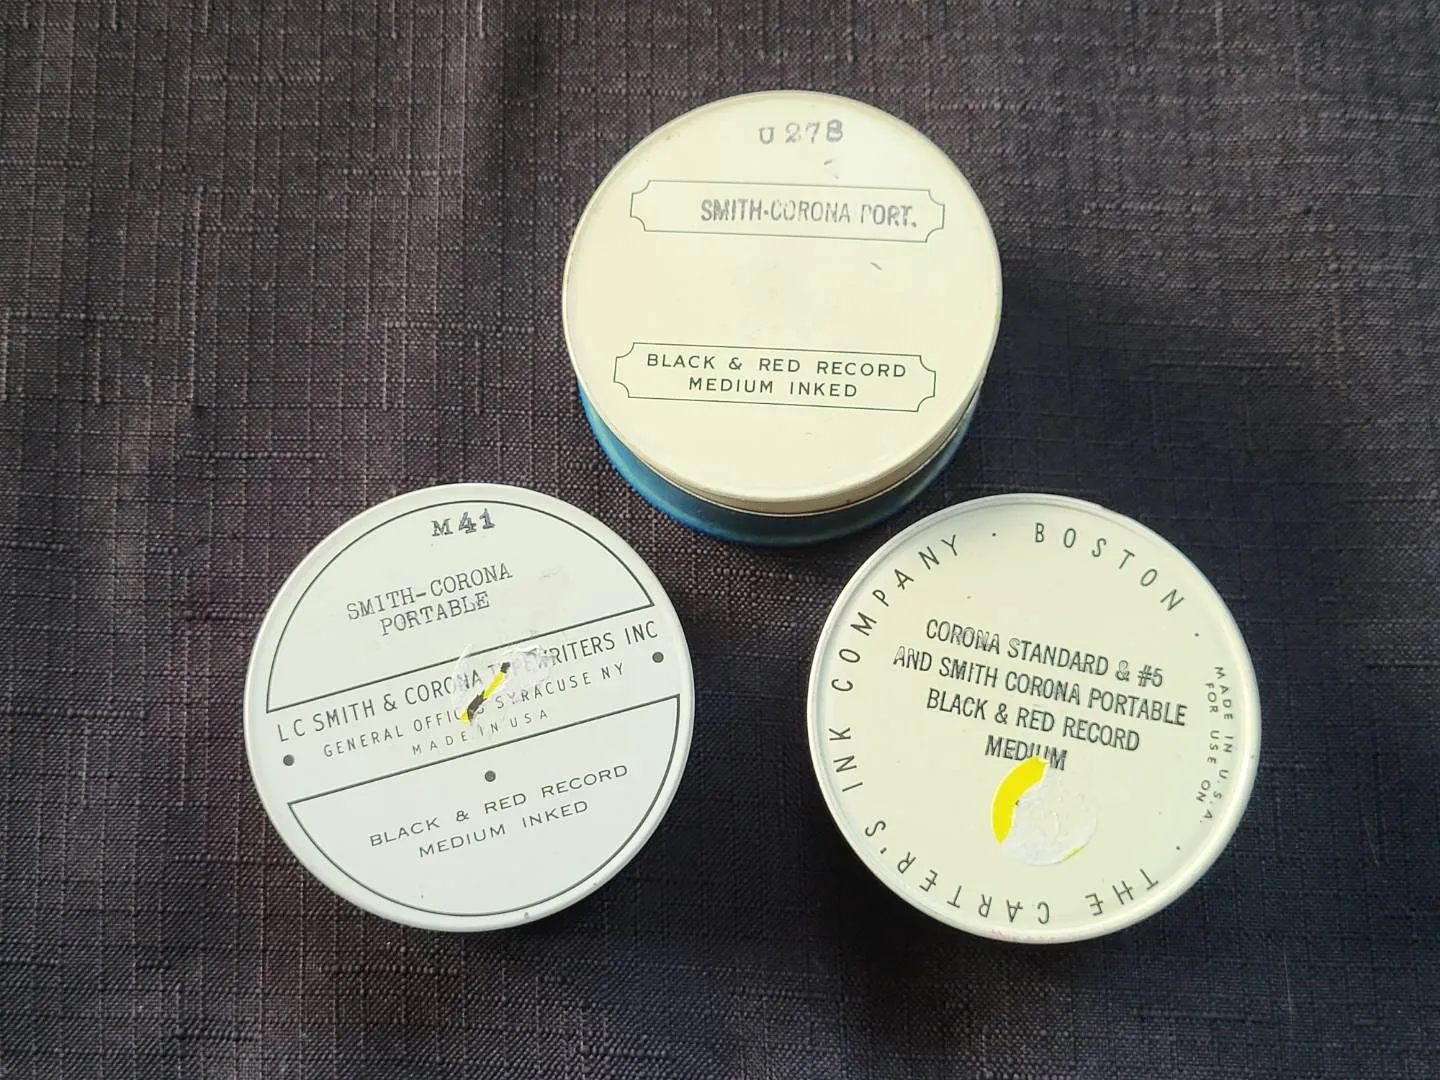 U 278
SMITH-CORONA PORT.
BLACK & RED RECORD
MEDIUM INKED
M41
SMITH-CORONA
PORTABLE
L C SMITH & CORONA TYPEWRITERS INC
GENERAL OFFICES SYRACUSE NY
MADE IN USA
BLACK & RED RECORD
MEDIUM INKED
THE CARTER'S INK COMPANY · BOSTON ·
MADE IN U.S.A.
FOR USE ON
CORONA STANDARD & #5
AND SMITH CORONA PORTABLE
BLACK & RED RECORD
MEDIUM